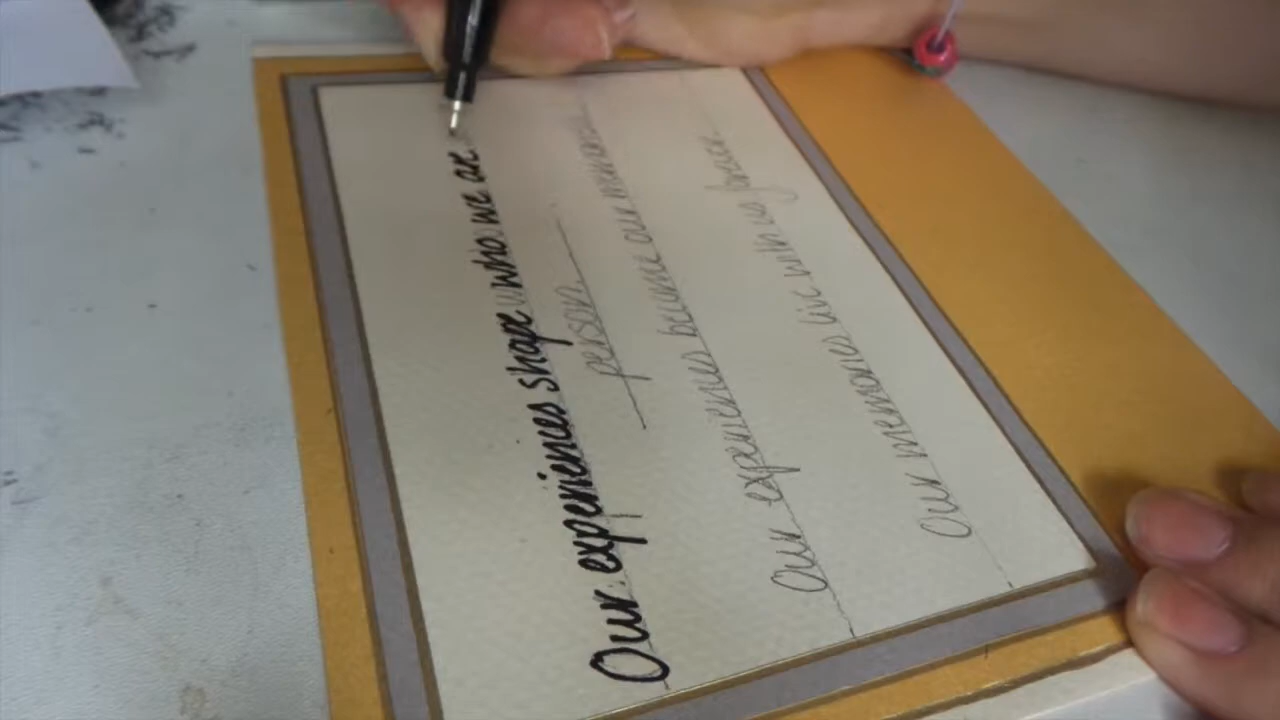 Our experiences shape who we are
person.
Our experiences become our memories.
Our memories live with us forever.